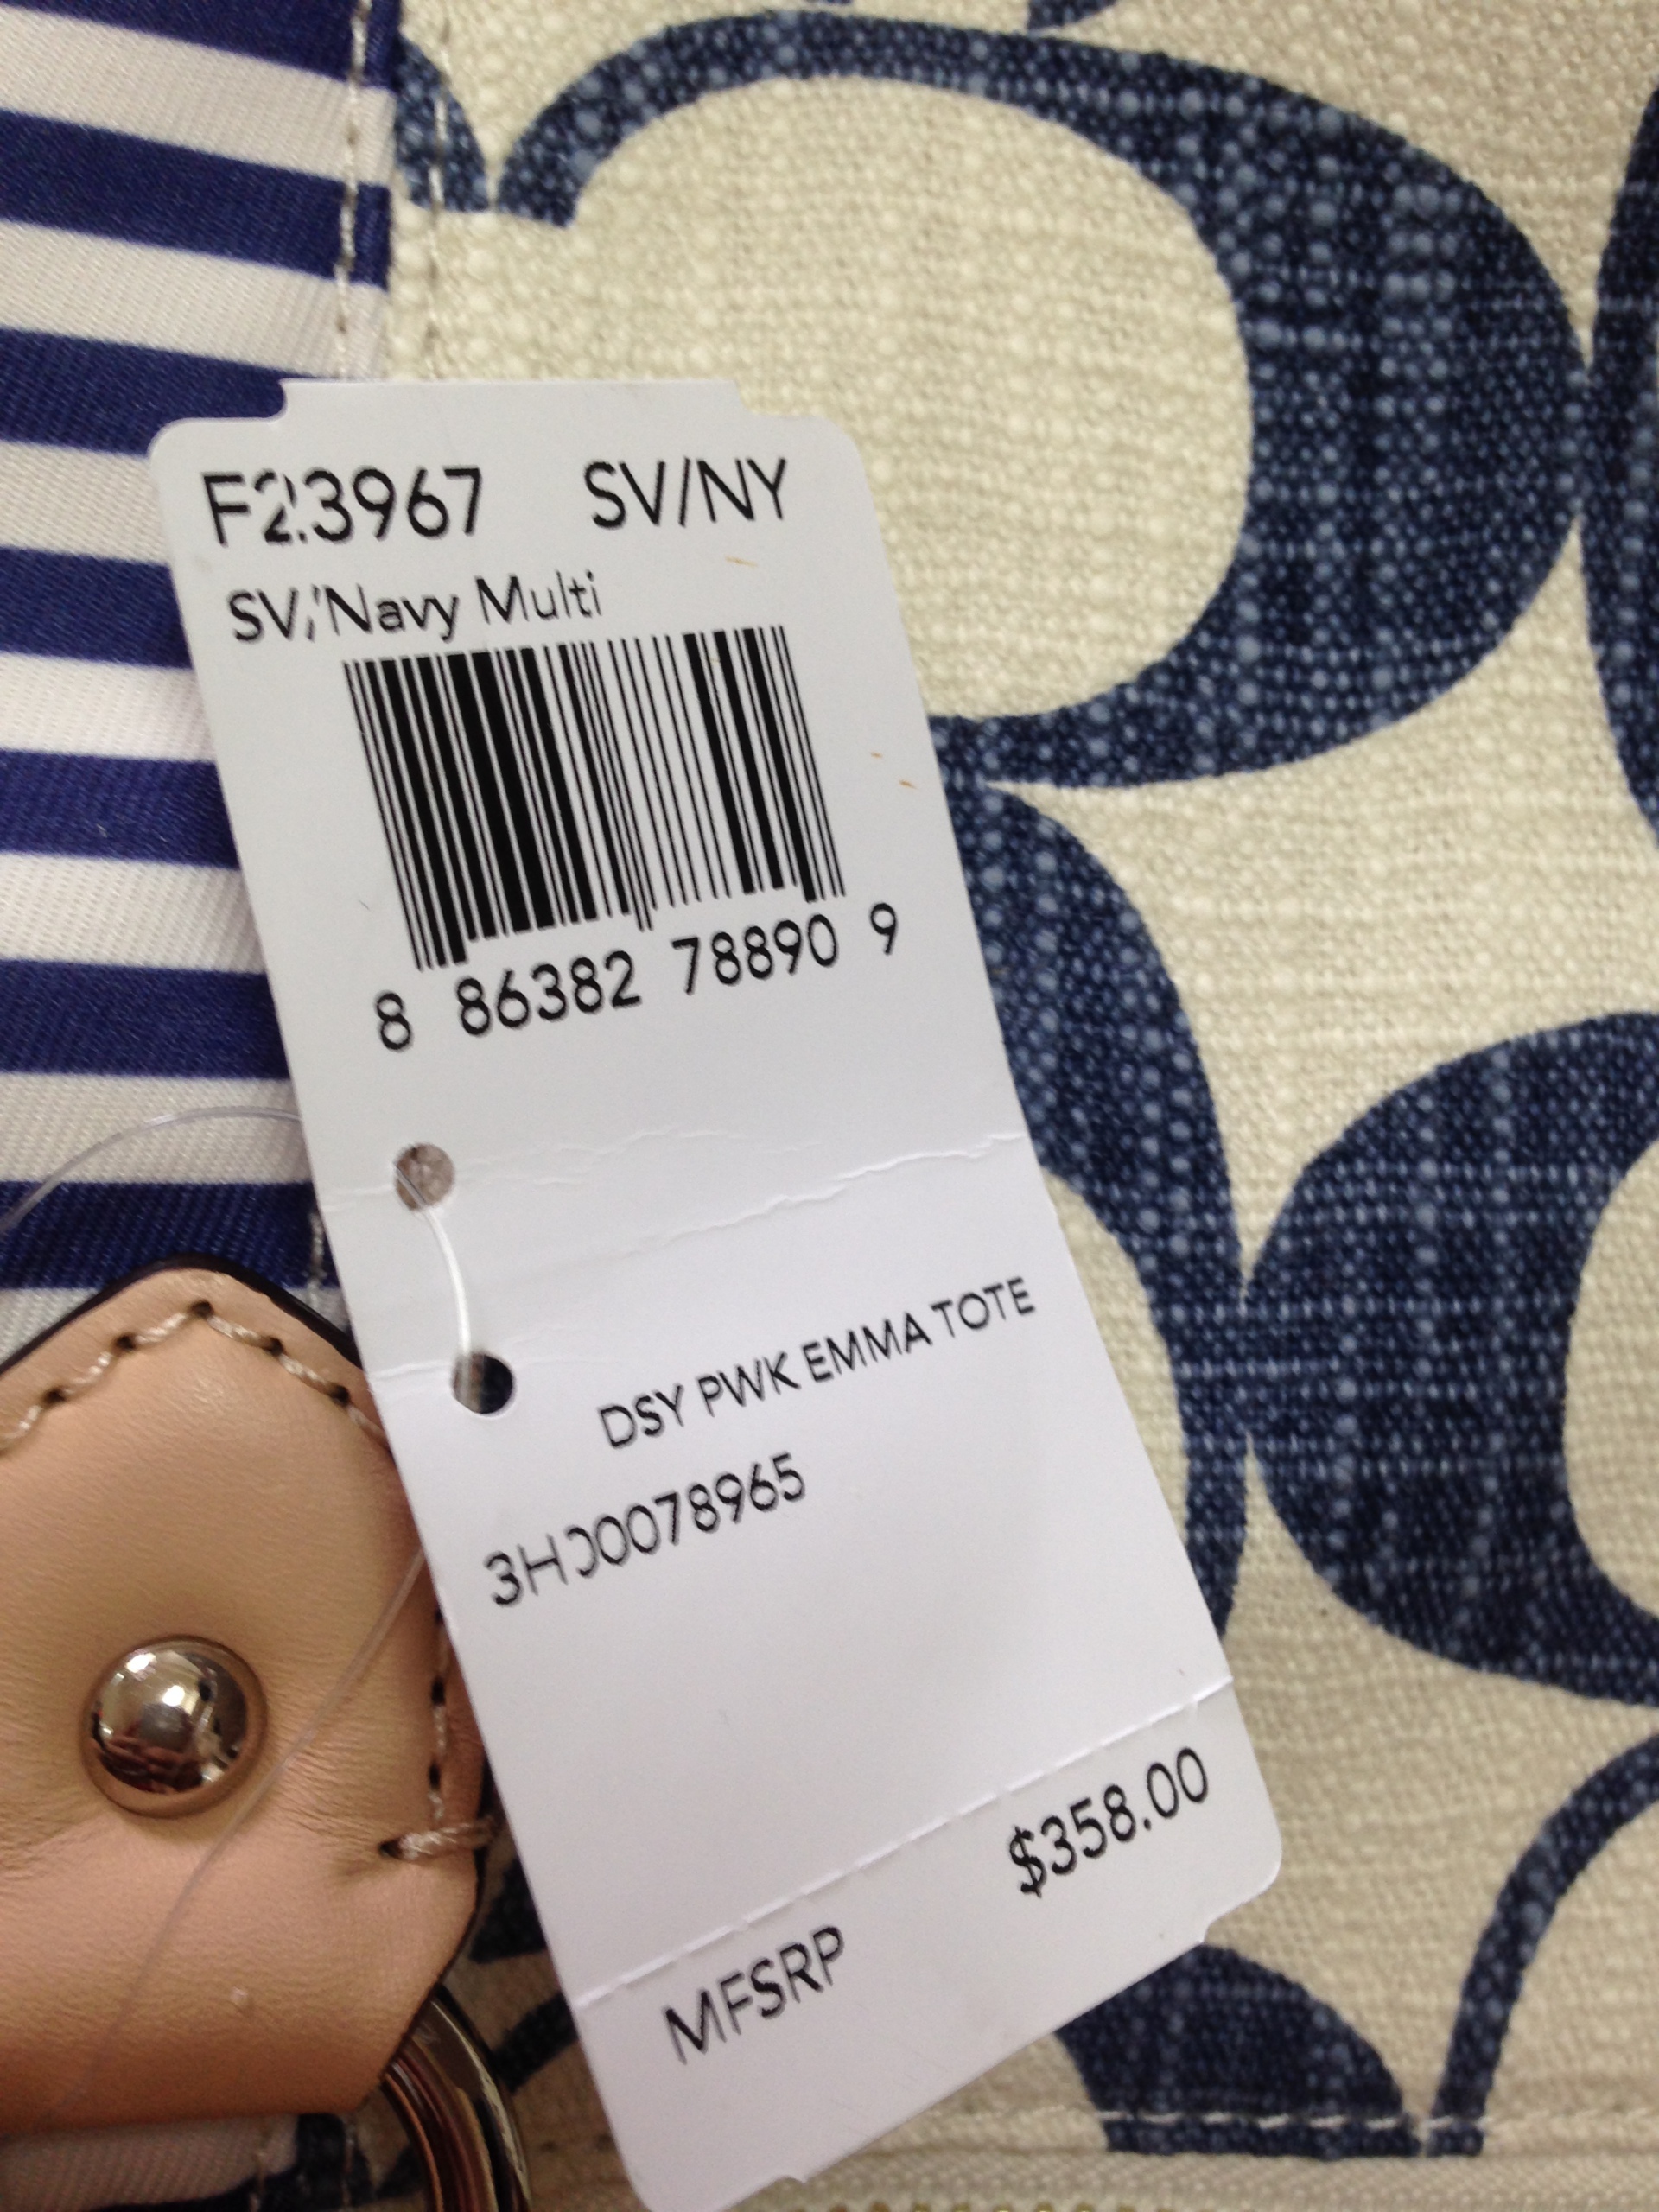 F23967 SV/NY
SV/Navy Multi
8 86382 78890 9
DSY PWK EMMA TOTE
3H00078965
$358.00
MFSRP